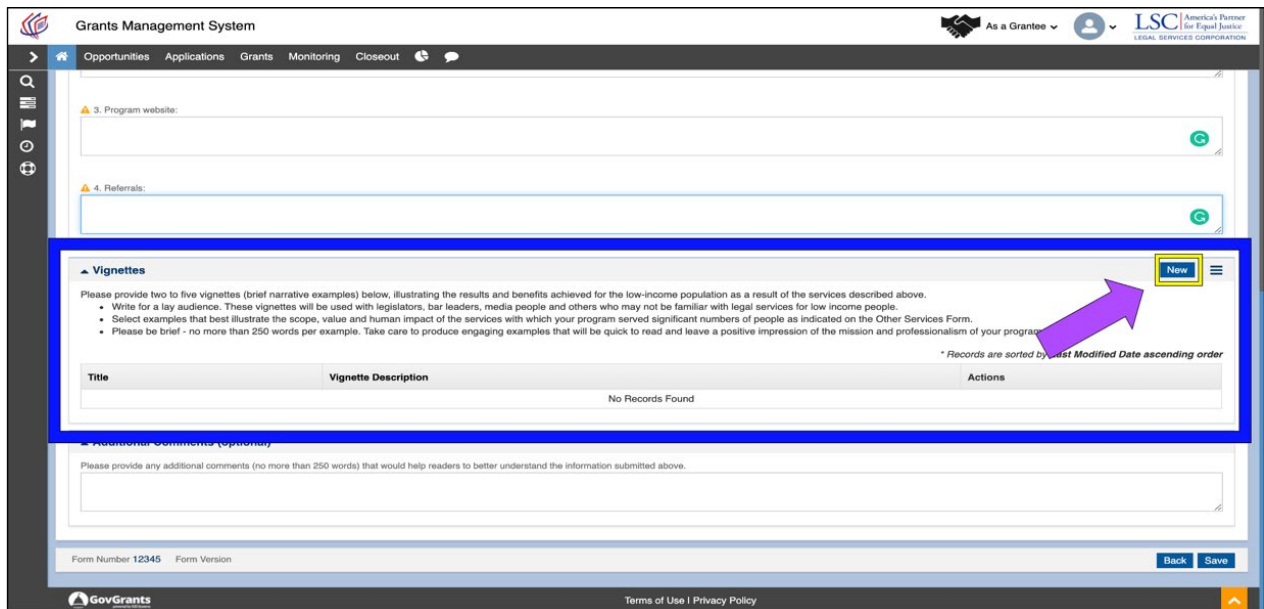 Grants Management System
As a Grantee
LSC America's Partner for Equal Justice
LEGAL SERVICES CORPORATION
Opportunities Applications Grants Monitoring Closeout
3. Program website:
4. Referrals:
Vignettes
New
Please provide two to five vignettes (brief narrative examples) below, illustrating the results and benefits achieved for the low-income population as a result of the services described above.
• Write for a lay audience. These vignettes will be used with legislators, bar leaders, media people and others who may not be familiar with legal services for low income people.
• Select examples that best illustrate the scope, value and human impact of the services with which your program served significant numbers of people as indicated on the Other Services Form.
• Please be brief - no more than 250 words per example. Take care to produce engaging examples that will be quick to read and leave a positive impression of the mission and professionalism of your
* Records are sorted by Last Modified Date ascending order
Title Vignette Description Actions
No Records Found
Additional Comments (optional)
Please provide any additional comments (no more than 250 words) that would help readers to better understand the information submitted above.
Form Number 12345 Form Version
Back Save
GovGrants
Terms of Use | Privacy Policy